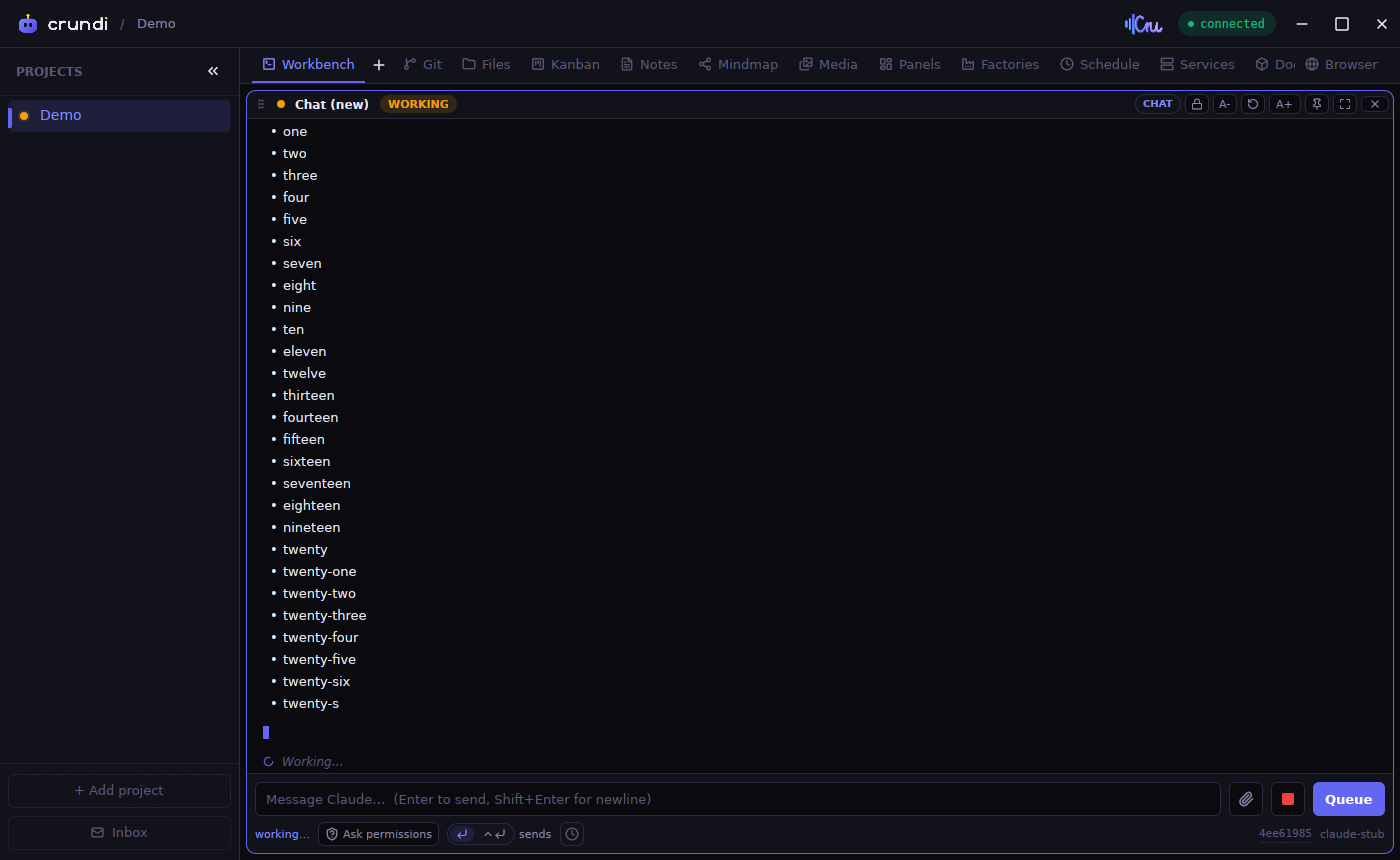 crundi / Demo
Cru
connected
PROJECTS
Workbench
Git
Files
Kanban
Notes
Mindmap
Media
Panels
Factories
Schedule
Services
Browser
Demo
Chat (new) WORKING
CHAT A- A+
• one
• two
• three
• four
• five
• six
• seven
• eight
• nine
• ten
• eleven
• twelve
• thirteen
• fourteen
• fifteen
• sixteen
• seventeen
• eighteen
• nineteen
• twenty
• twenty-one
• twenty-two
• twenty-three
• twenty-four
• twenty-five
• twenty-six
• twenty-s
Working...
+ Add project
Inbox
Message Claude... (Enter to send, Shift+Enter for newline)
Queue
working... Ask permissions sends
4ee61985 claude-stub